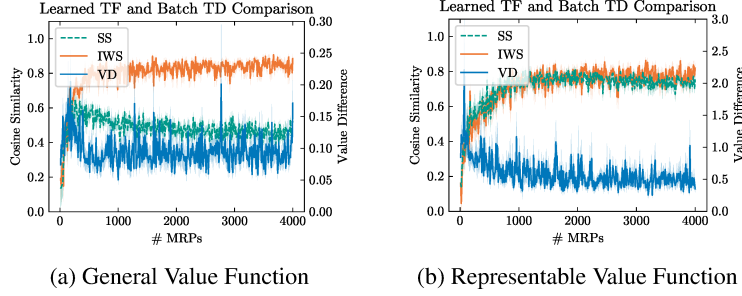 Learned TF and Batch TD Comparison
SS
IWS
VD
Cosine Similarity
1.0
0.8
0.6
0.4
0.2
0.0
0.30
0.25
0.20
0.15
0.10
0.05
0.00
Value Difference
0
1000
2000
3000
4000
# MRPs
(a) General Value Function
Learned TF and Batch TD Comparison
SS
IWS
VD
Cosine Similarity
1.0
0.8
0.6
0.4
0.2
3.0
2.5
2.0
1.5
1.0
0.5
0.0
Value Difference
0
1000
2000
3000
4000
# MRPs
(b) Representable Value Function